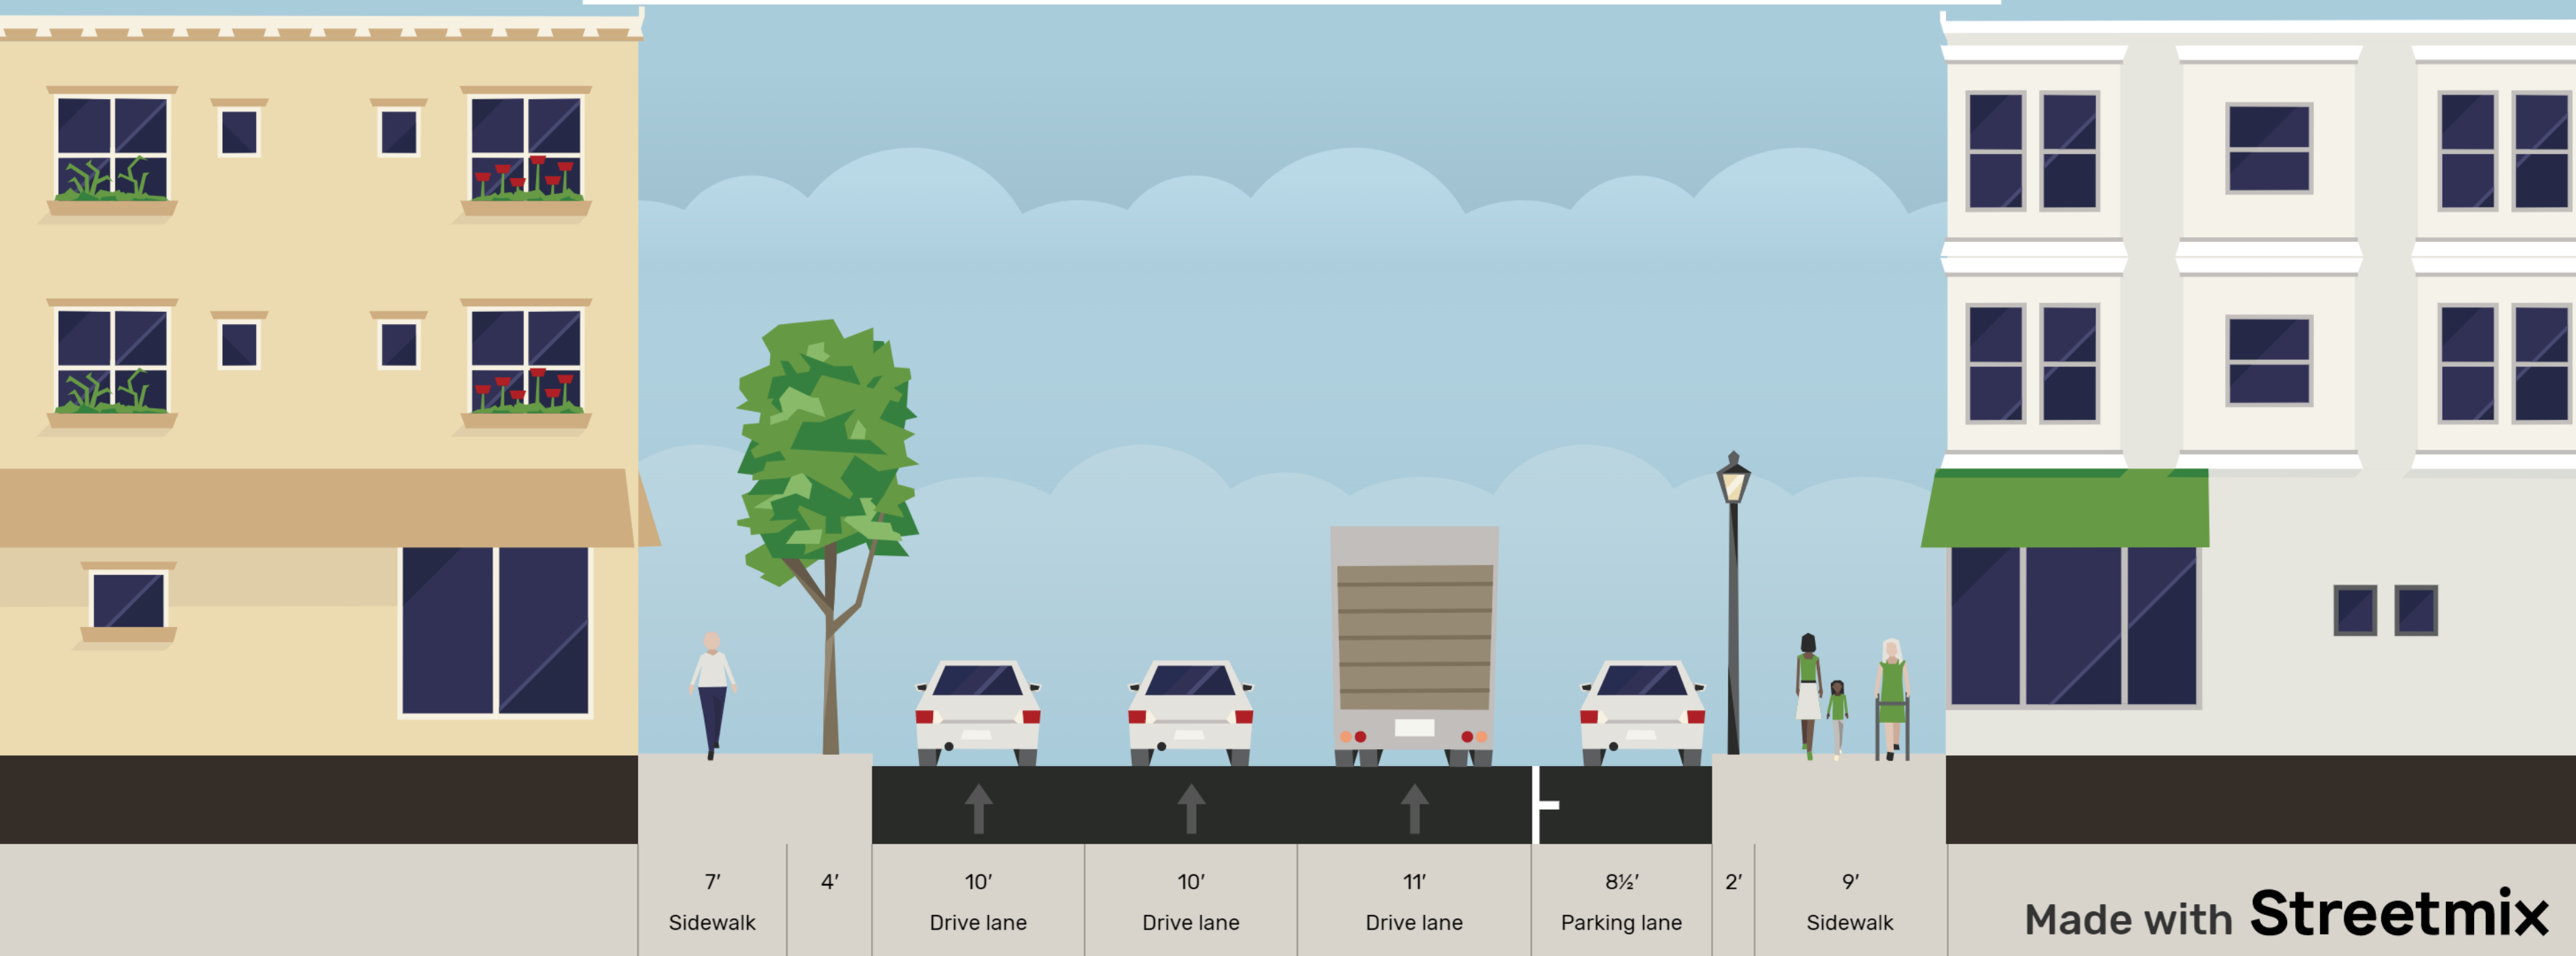 7′
4′
10′
10′
11′
8½′
2′
9′
Sidewalk
Drive lane
Drive lane
Drive lane
Parking lane
Sidewalk
Made with Streetmix